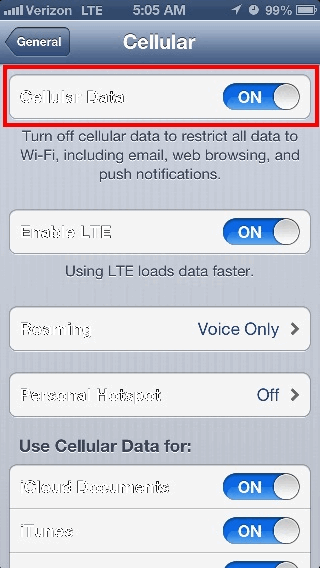 Verizon LTE 5:05 AM 99%
General Cellular
Cellular Data ON
Turn off cellular data to restrict all data to
Wi-Fi, including email, web browsing, and
push notifications.
Enable LTE ON
Using LTE loads data faster.
Roaming Voice Only
Personal Hotspot Off
Use Cellular Data for:
iCloud Documents ON
iTunes ON